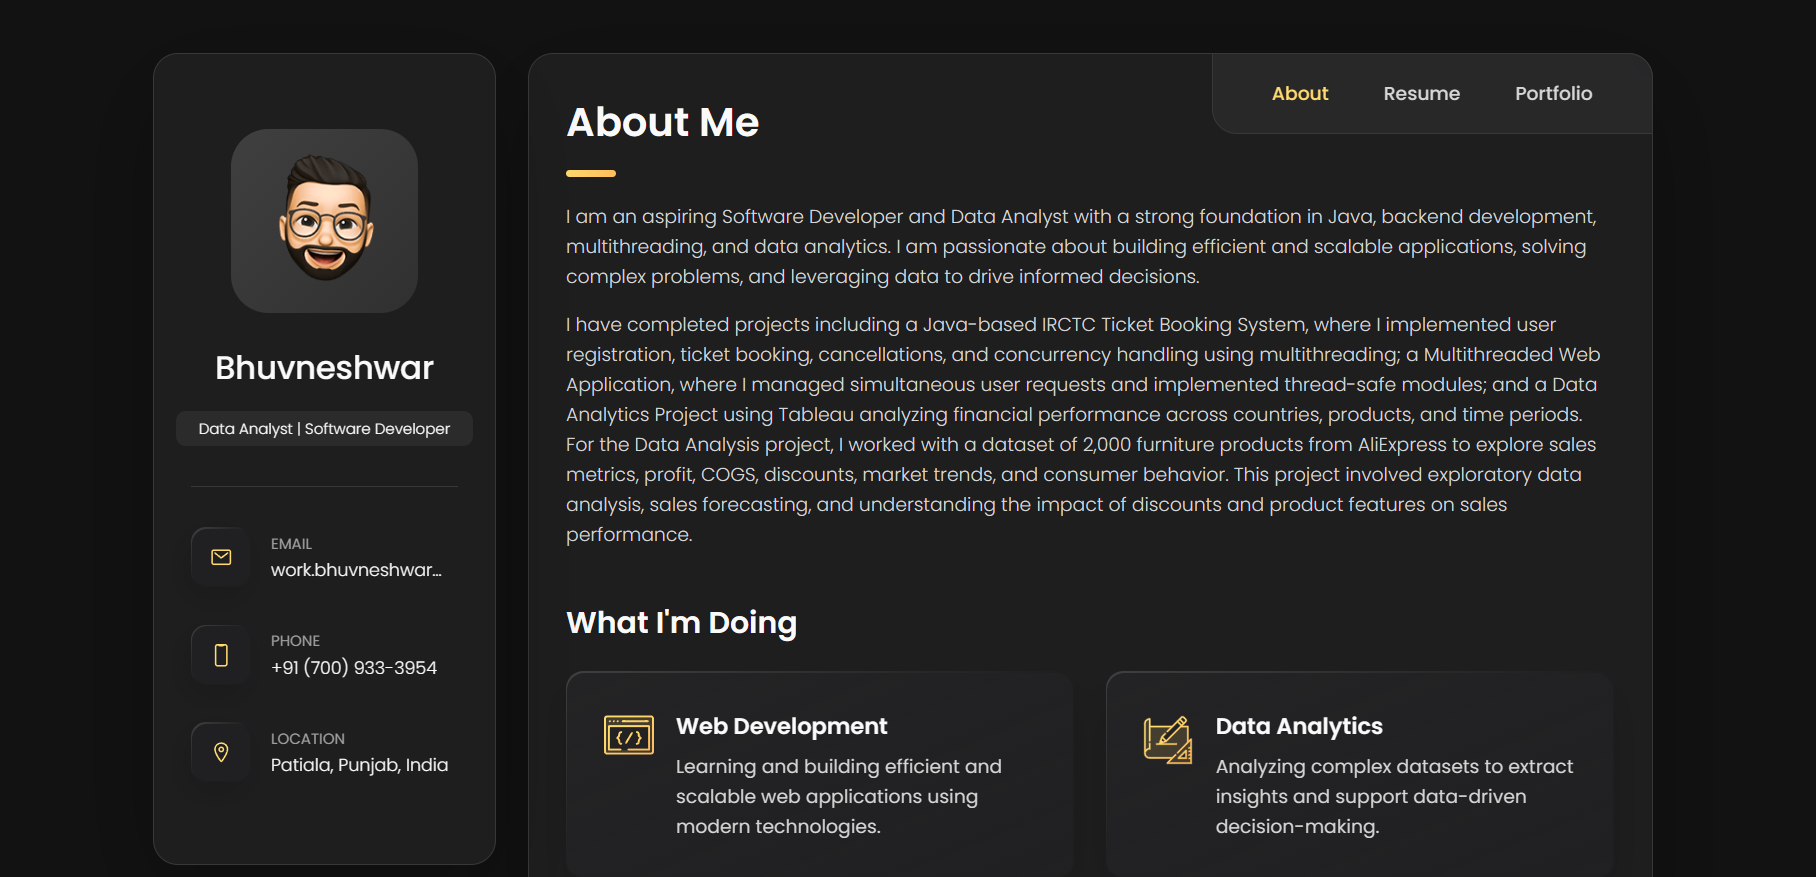 Bhuvneshwar
Data Analyst | Software Developer
EMAIL
work.bhuvneshwar...
PHONE
+91 (700) 933-3954
LOCATION
Patiala, Punjab, India
About
Resume
Portfolio
About Me
I am an aspiring Software Developer and Data Analyst with a strong foundation in Java, backend development,
multithreading, and data analytics. I am passionate about building efficient and scalable applications, solving
complex problems, and leveraging data to drive informed decisions.
I have completed projects including a Java-based IRCTC Ticket Booking System, where I implemented user
registration, ticket booking, cancellations, and concurrency handling using multithreading; a Multithreaded Web
Application, where I managed simultaneous user requests and implemented thread-safe modules; and a Data
Analytics Project using Tableau analyzing financial performance across countries, products, and time periods.
For the Data Analysis project, I worked with a dataset of 2,000 furniture products from AliExpress to explore sales
metrics, profit, COGS, discounts, market trends, and consumer behavior. This project involved exploratory data
analysis, sales forecasting, and understanding the impact of discounts and product features on sales
performance.
What I'm Doing
Web Development
Learning and building efficient and
scalable web applications using
modern technologies.
Data Analytics
Analyzing complex datasets to extract
insights and support data-driven
decision-making.